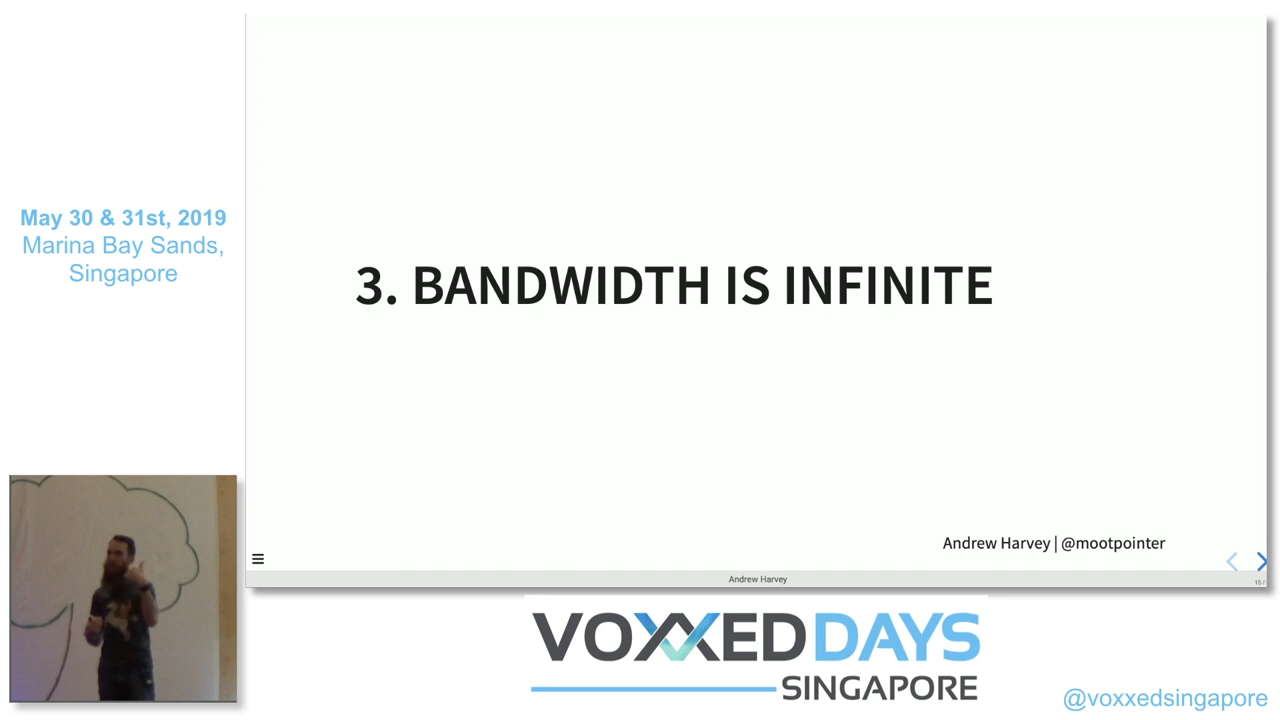 May 30 & 31st, 2019
Marina Bay Sands,
Singapore
3. BANDWIDTH IS INFINITE
Andrew Harvey | @mootpointer
Andrew Harvey
15 /
VOXXED DAYS
SINGAPORE
@voxxedsingapore